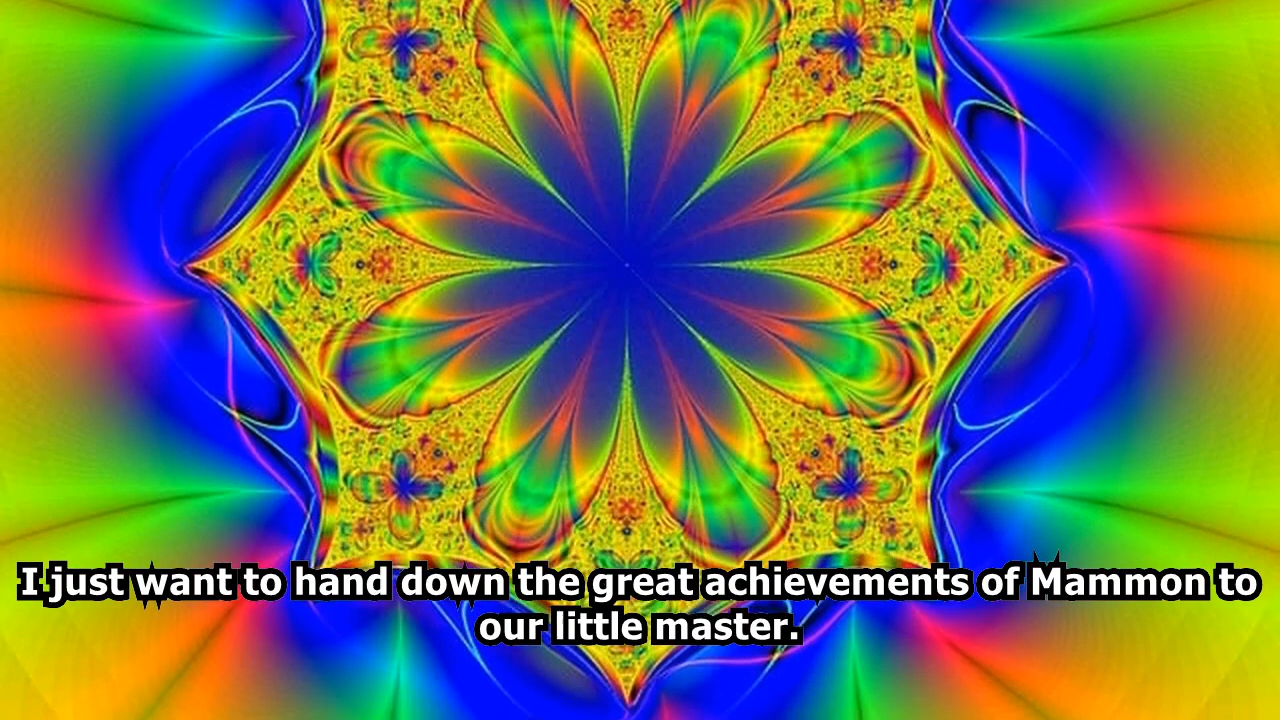 I just want to hand down the great achievements of Mammon to
our little master.